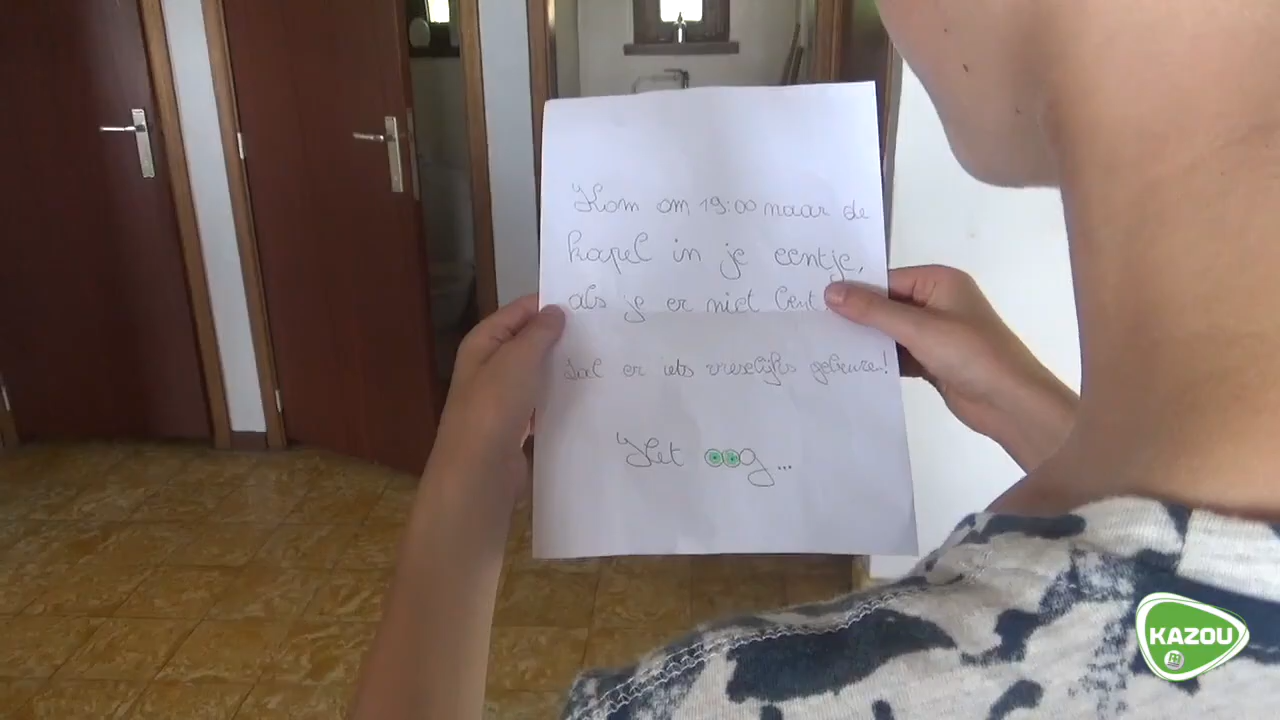 Kom om 19:00 naar de
kapel in je eentje,
als je er niet bent,
zal er iets vreselijks gebeuren!
Het oog...
KAZOU